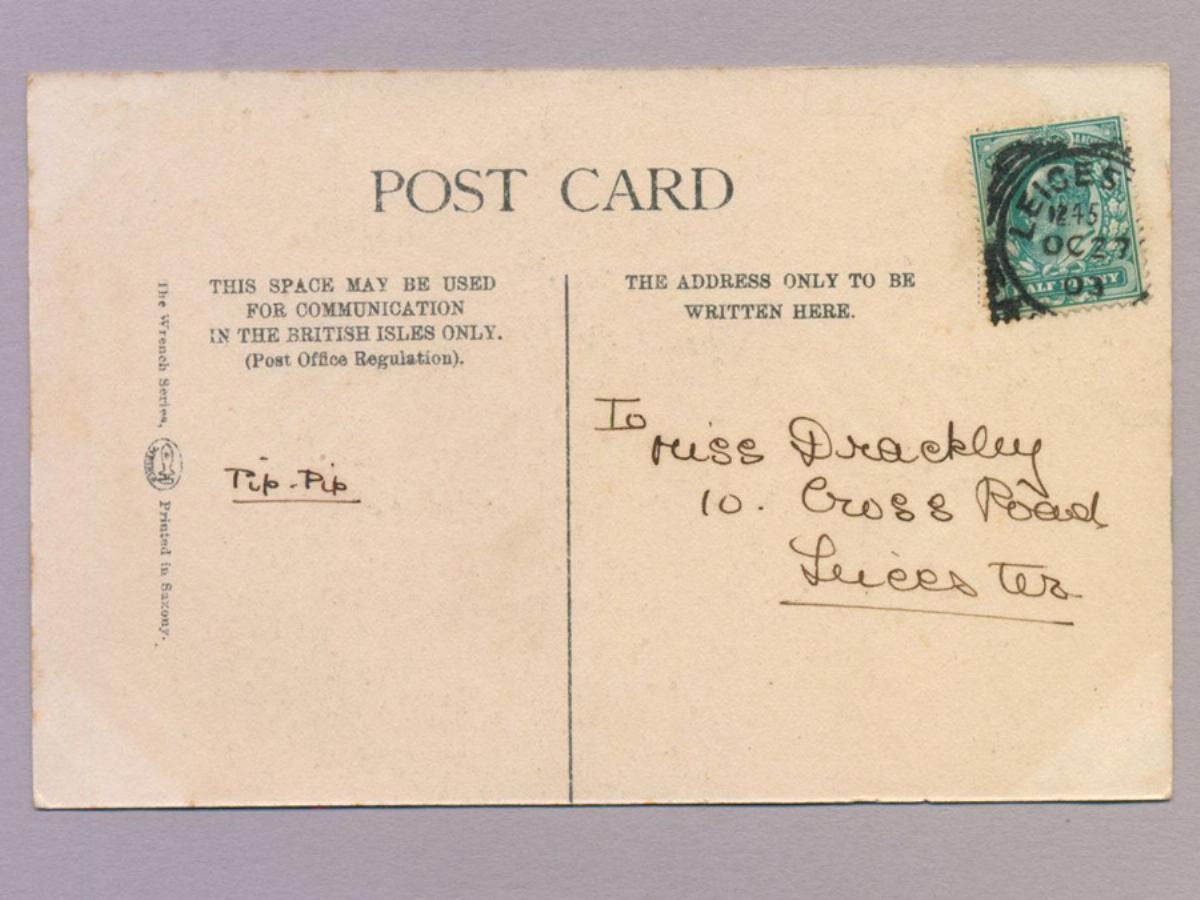 POST CARD
THIS SPACE MAY BE USED
FOR COMMUNICATION
IN THE BRITISH ISLES ONLY.
(Post Office Regulation).
THE ADDRESS ONLY TO BE
WRITTEN HERE.
The Wrench Series,
Printed in Saxony.
Pip-Pip
To
Miss Drackley
10. Cross Road
Leicester
LEICES
12 45
OC 27
ALF PENNY